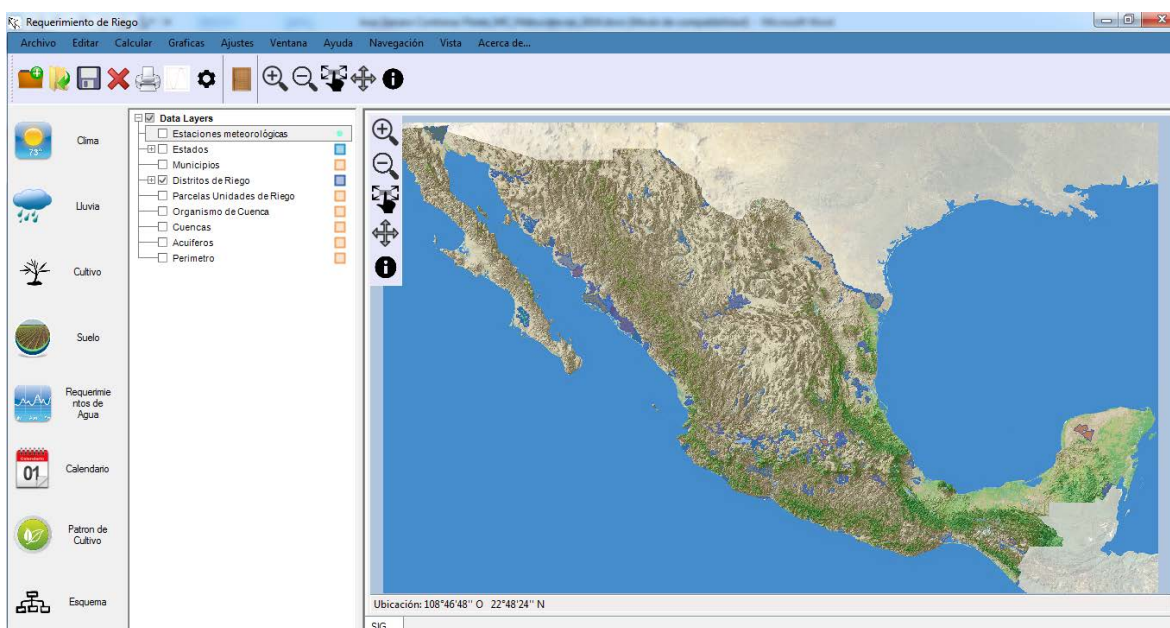 Requerimiento de Riego
Archivo Editar Calcular Graficas Ajustes Ventana Ayuda Navegación Vista Acerca de...
Clima
73°
Lluvia
Cultivo
Suelo
Requerimie
ntos de
Agua
Calendario
01
Patron de
Cultivo
Esquema
Data Layers
Estaciones meteorológicas
Estados
Municipios
Distritos de Riego
Parcelas Unidades de Riego
Organismo de Cuenca
Cuencas
Acuiferos
Perimetro
Ubicación: 108°46'48'' O 22°48'24'' N
SIG